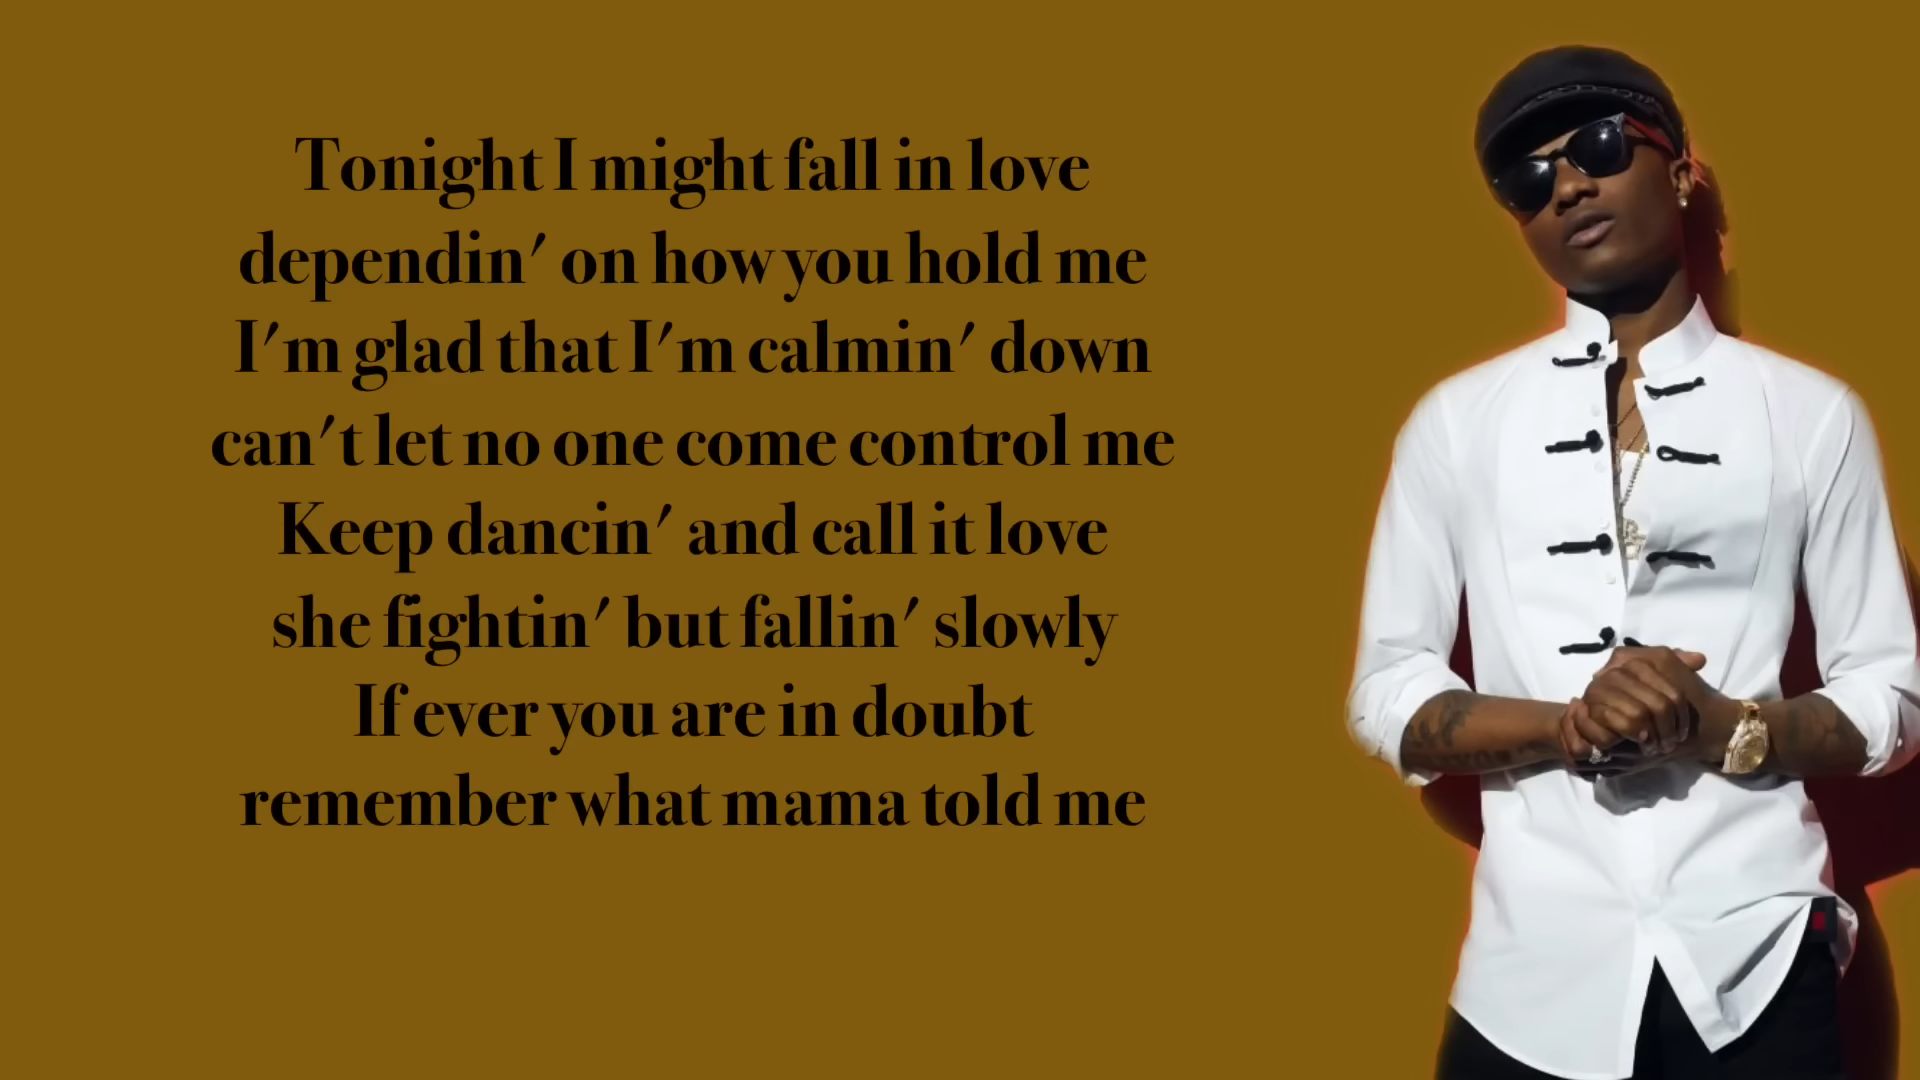 Tonight I might fall in love
dependin' on how you hold me
I'm glad that I'm calmin' down
can't let no one come control me
Keep dancin' and call it love
she fightin' but fallin' slowly
If ever you are in doubt
remember what mama told me